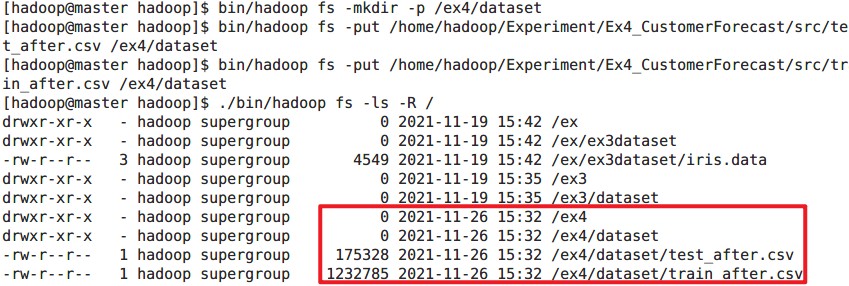 [hadoop@master hadoop]$ bin/hadoop fs -mkdir -p /ex4/dataset
[hadoop@master hadoop]$ bin/hadoop fs -put /home/hadoop/Experiment/Ex4_CustomerForecast/src/te
t_after.csv /ex4/dataset
[hadoop@master hadoop]$ bin/hadoop fs -put /home/hadoop/Experiment/Ex4_CustomerForecast/src/tr
in_after.csv /ex4/dataset
[hadoop@master hadoop]$ ./bin/hadoop fs -ls -R /
drwxr-xr-x   - hadoop supergroup          0 2021-11-19 15:42 /ex
drwxr-xr-x   - hadoop supergroup          0 2021-11-19 15:42 /ex/ex3dataset
-rw-r--r--   3 hadoop supergroup       4549 2021-11-19 15:42 /ex/ex3dataset/iris.data
drwxr-xr-x   - hadoop supergroup          0 2021-11-19 15:35 /ex3
drwxr-xr-x   - hadoop supergroup          0 2021-11-19 15:35 /ex3/dataset
drwxr-xr-x   - hadoop supergroup          0 2021-11-26 15:32 /ex4
drwxr-xr-x   - hadoop supergroup          0 2021-11-26 15:32 /ex4/dataset
-rw-r--r--   1 hadoop supergroup     175328 2021-11-26 15:32 /ex4/dataset/test_after.csv
-rw-r--r--   1 hadoop supergroup    1232785 2021-11-26 15:32 /ex4/dataset/train_after.csv